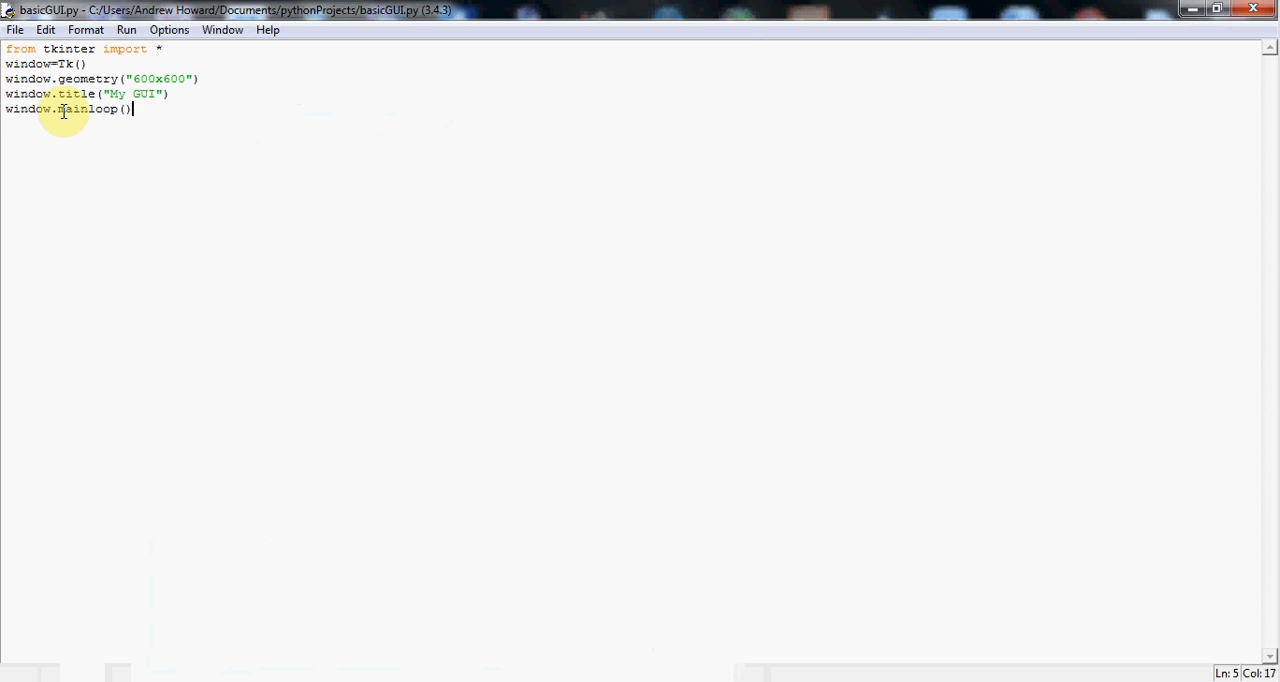 basicGUI.py - C:/Users/Andrew Howard/Documents/pythonProjects/basicGUI.py (3.4.3)
File Edit Format Run Options Window Help
from tkinter import *
window=Tk()
window.geometry("600x600")
window.title("My GUI")
window.mainloop()
Ln: 5 Col: 17